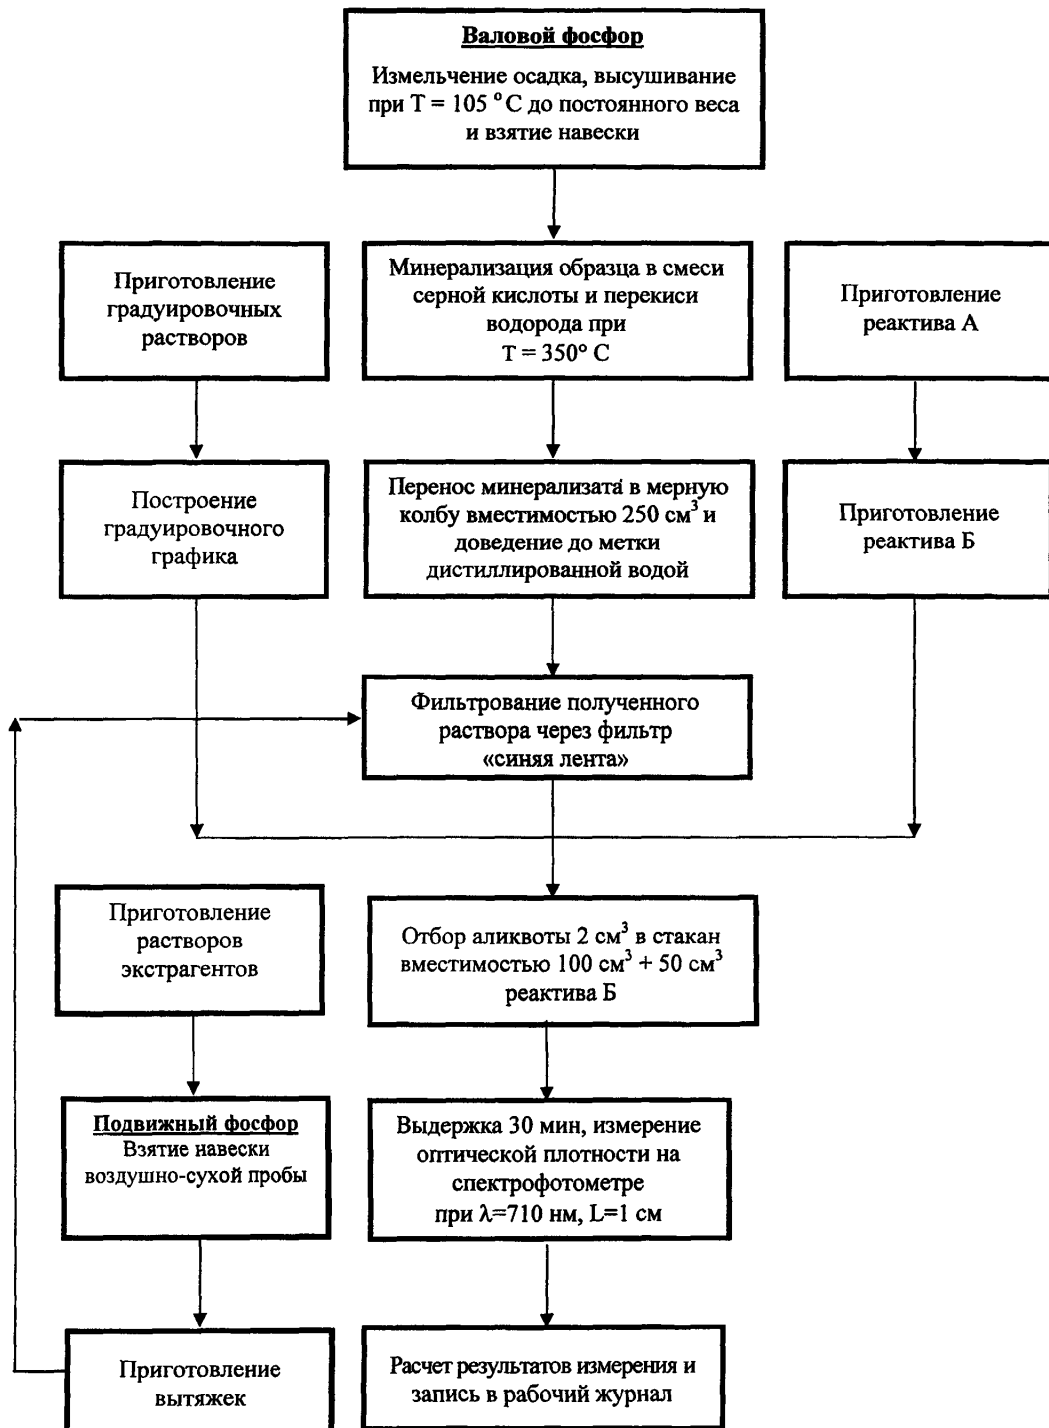 Валовой фосфор
Измельчение осадка, высушивание
при Т = 105 °С до постоянного веса
и взятие навески
Приготовление
градуировочных
растворов
Минерализация образца в смеси
серной кислоты и перекиси
водорода при
Т = 350° С
Приготовление
реактива А
Построение
градуировочного
графика
Перенос минерализата в мерную
колбу вместимостью 250 см³ и
доведение до метки
дистиллированной водой
Приготовление
реактива Б
Фильтрование полученного
раствора через фильтр
«синяя лента»
Приготовление
растворов
экстрагентов
Отбор аликвоты 2 см³ в стакан
вместимостью 100 см³ + 50 см³
реактива Б
Подвижный фосфор
Взятие навески
воздушно-сухой пробы
Выдержка 30 мин, измерение
оптической плотности на
спектрофотометре
при λ=710 нм, L=1 см
Приготовление
вытяжек
Расчет результатов измерения и
запись в рабочий журнал